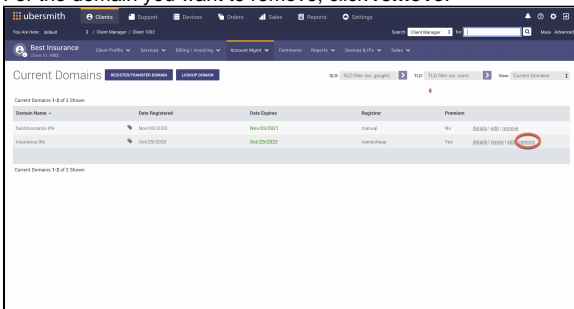 For the domain you want to remove, click remove.
ubersmith Clients Support Devices Orders Sales Reports Settings
You Are Here: default / Client Manager / Client 1002 Search Client Manager for More Advanced
Best Insurance Client Profile Services Billing / Invoicing Account Mgmt Comments Reports Devices & IPs Sales
Client ID: 1002
Current Domains REGISTER/TRANSFER DOMAIN LOOKUP DOMAIN SLD: SLD filter (ex: google) TLD: TLD filter (ex: com) View: Current Domains
Current Domains 1-2 of 2 Shown
Domain Name Date Registered Date Expires Registrar Premium
bestinsurance.life Nov/03/2020 Nov/03/2021 manual No details | edit | remove
insurance.life Oct/29/2020 Oct/29/2022 namecheap Yes details | renew | edit | remove
Current Domains 1-2 of 2 Shown